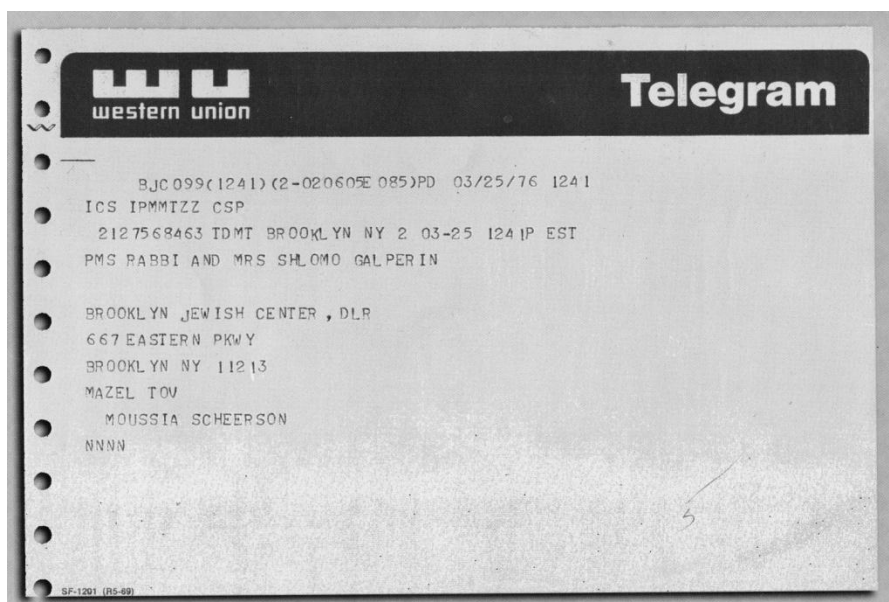 western union
Telegram
BJC099(1241)(2-020605E085)PD 03/25/76 1241
ICS IPMMTZZ CSP
2127568463 TDMT BROOKLYN NY 2 03-25 1241P EST
PMS RABBI AND MRS SHLOMO GALPERIN
BROOKLYN JEWISH CENTER , DLR
667 EASTERN PKWY
BROOKLYN NY 11213
MAZEL TOV
MOUSSIA SCHEERSON
NNNN
5
SF-1201 (R5-69)